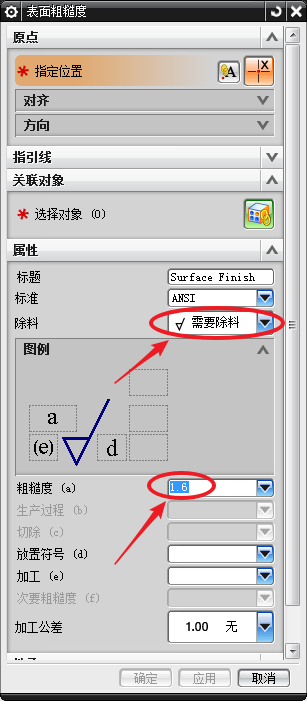 表面粗糙度
原点
指定位置
对齐
方向
指引线
关联对象
选择对象 (0)
属性
标题 Surface Finish
标准 ANSI
除料 需要除料
图例
a
(e) d
粗糙度 (a) 1.6
生产过程 (b)
切除 (c)
放置符号 (d)
加工 (e)
次要粗糙度 (f)
加工公差 1.00 无
确定 应用 取消